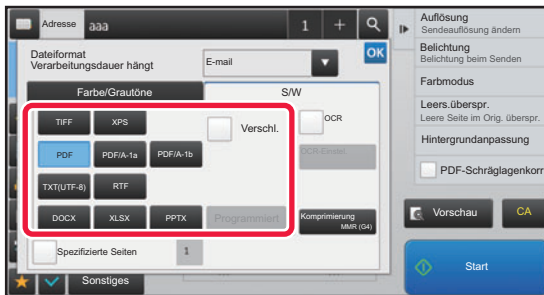 Adresse aaa 1 +
Dateiformat
Verarbeitungsdauer hängt
E-mail
OK
Farbe/Grautöne
S/W
TIFF XPS
Verschl.
OCR
PDF PDF/A-1a PDF/A-1b
OCR-Einstel.
TXT(UTF-8) RTF
DOCX XLSX PPTX Programmiert
Komprimierung
MMR (G4)
Spezifizierte Seiten 1
Sonstiges
Auflösung
Sendeauflösung ändern
Belichtung
Belichtung beim Senden
Farbmodus
Leers.überspr.
Leere Seite im Orig. überspr.
Hintergrundanpassung
PDF-Schräglagenkorr
Vorschau CA
Start